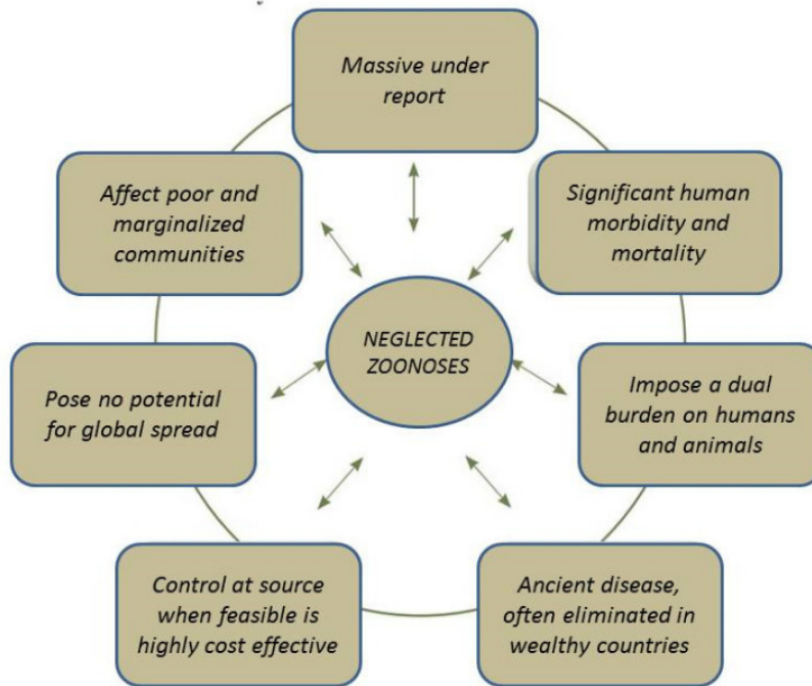 Massive under
report
Affect poor and
marginalized
communities
Significant human
morbidity and
mortality
NEGLECTED
ZOONOSES
Pose no potential
for global spread
Impose a dual
burden on humans
and animals
Control at source
when feasible is
highly cost effective
Ancient disease,
often eliminated in
wealthy countries